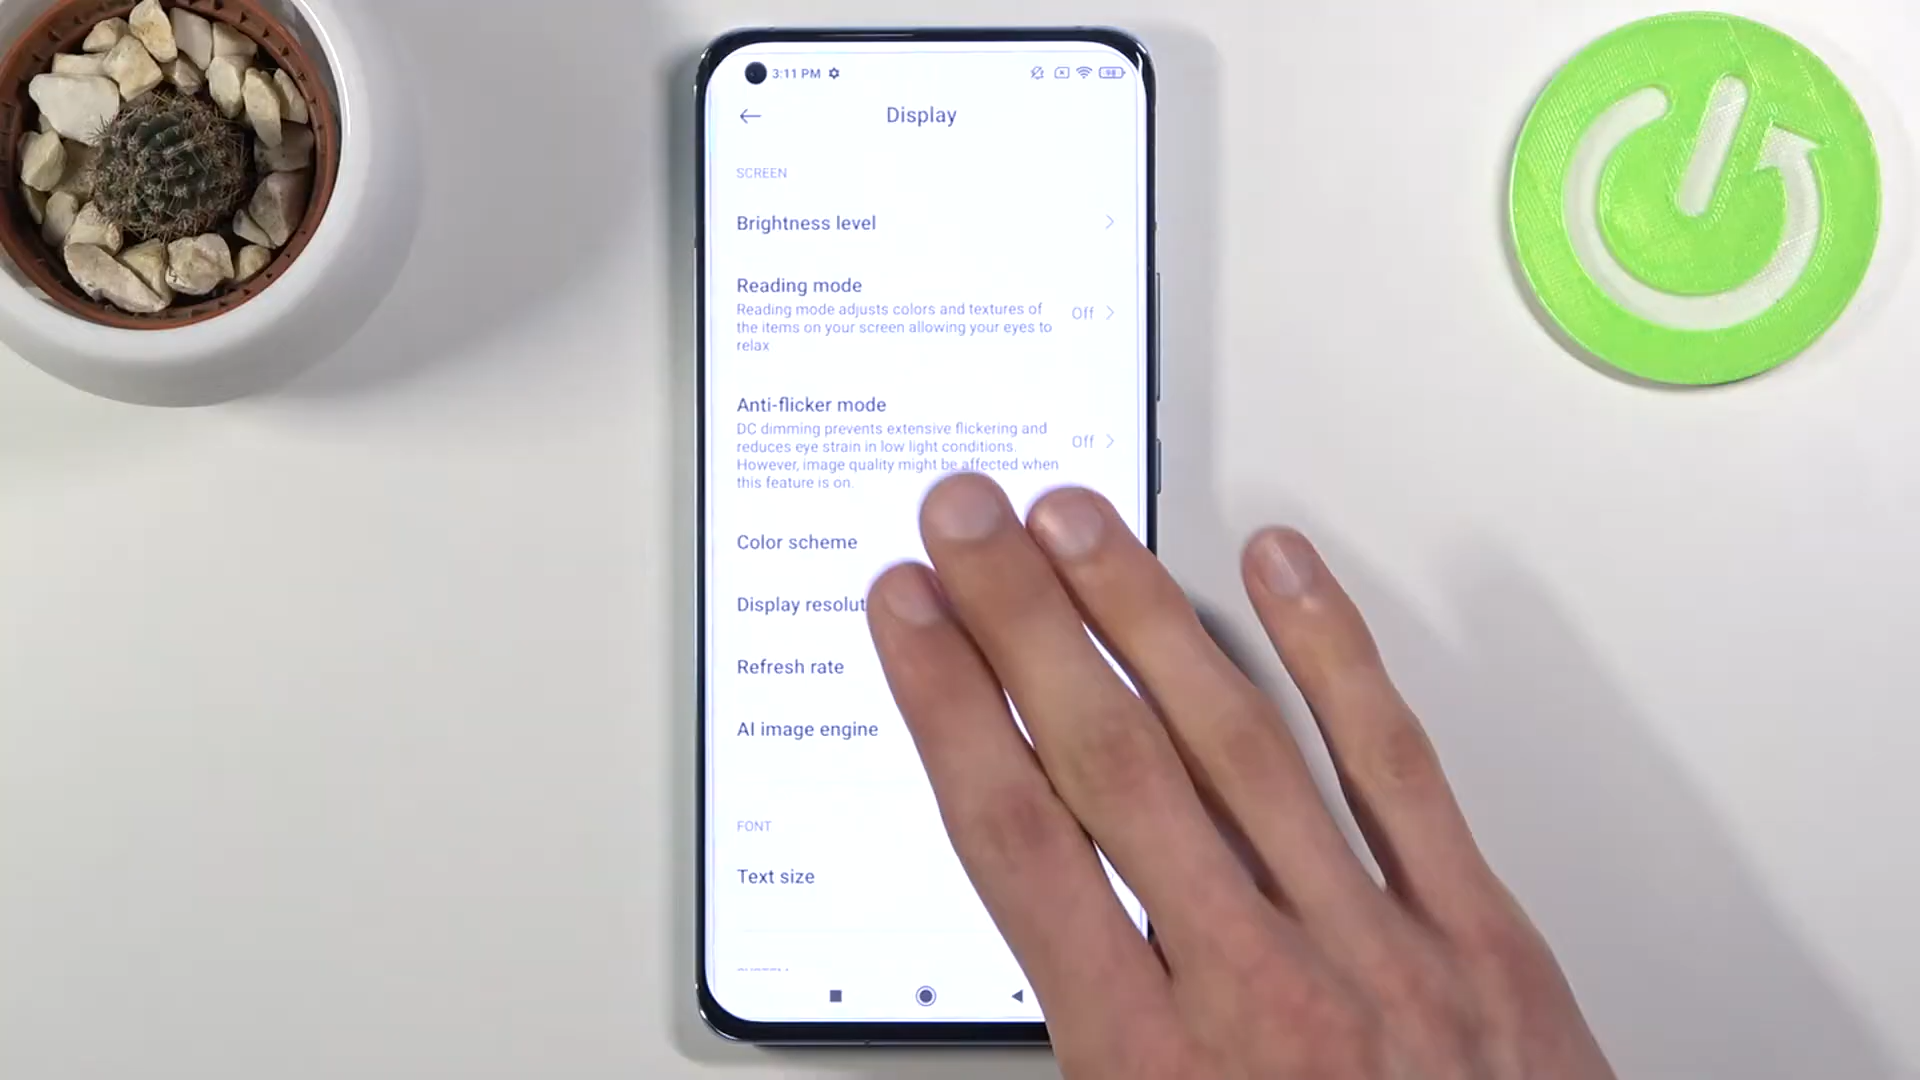 3:11 PM
98
Display
SCREEN
Brightness level
Reading mode
Reading mode adjusts colors and textures of
the items on your screen allowing your eyes to
relax
Off
Anti-flicker mode
DC dimming prevents extensive flickering and
reduces eye strain in low light conditions.
However, image quality might be affected when
this feature is on.
Off
Color scheme
Display resolut
Refresh rate
AI image engine
FONT
Text size